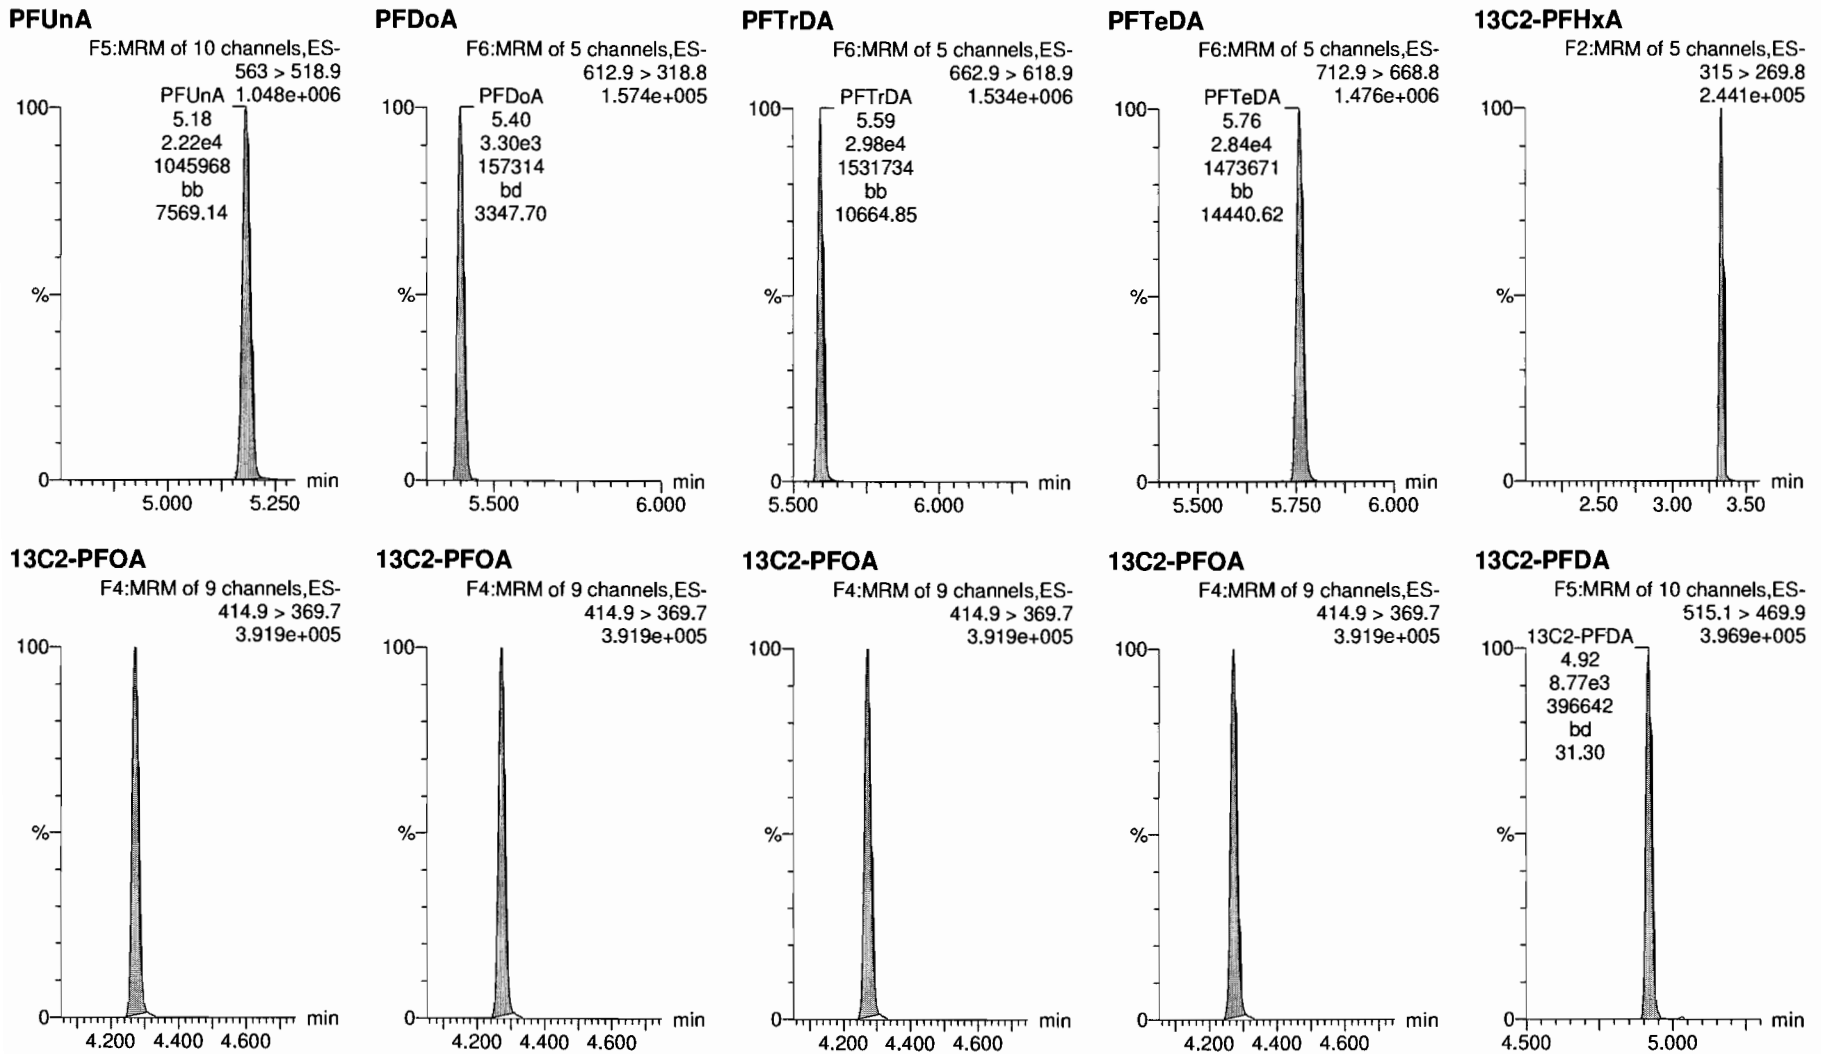 PFUnA
F5:MRM of 10 channels,ES-
563 > 518.9
1.048e+006
PFUnA
5.18
2.22e4
1045968
bb
7569.14
100
%
0
5.000 5.250 min
PFDoA
F6:MRM of 5 channels,ES-
612.9 > 318.8
1.574e+005
PFDoA
5.40
3.30e3
157314
bd
3347.70
100
%
0
5.500 6.000 min
PFTrDA
F6:MRM of 5 channels,ES-
662.9 > 618.9
1.534e+006
PFTrDA
5.59
2.98e4
1531734
bb
10664.85
100
%
0
5.500 6.000 min
PFTeDA
F6:MRM of 5 channels,ES-
712.9 > 668.8
1.476e+006
PFTeDA
5.76
2.84e4
1473671
bb
14440.62
100
%
0
5.500 5.750 6.000 min
13C2-PFHxA
F2:MRM of 5 channels,ES-
315 > 269.8
2.441e+005
100
%
0
2.50 3.00 3.50 min
13C2-PFOA
F4:MRM of 9 channels,ES-
414.9 > 369.7
3.919e+005
100
%
0
4.200 4.400 4.600 min
13C2-PFOA
F4:MRM of 9 channels,ES-
414.9 > 369.7
3.919e+005
100
%
0
4.200 4.400 4.600 min
13C2-PFOA
F4:MRM of 9 channels,ES-
414.9 > 369.7
3.919e+005
100
%
0
4.200 4.400 4.600 min
13C2-PFOA
F4:MRM of 9 channels,ES-
414.9 > 369.7
3.919e+005
100
%
0
4.200 4.400 4.600 min
13C2-PFDA
F5:MRM of 10 channels,ES-
515.1 > 469.9
3.969e+005
13C2-PFDA
4.92
8.77e3
396642
bd
31.30
100
%
0
4.500 5.000 min